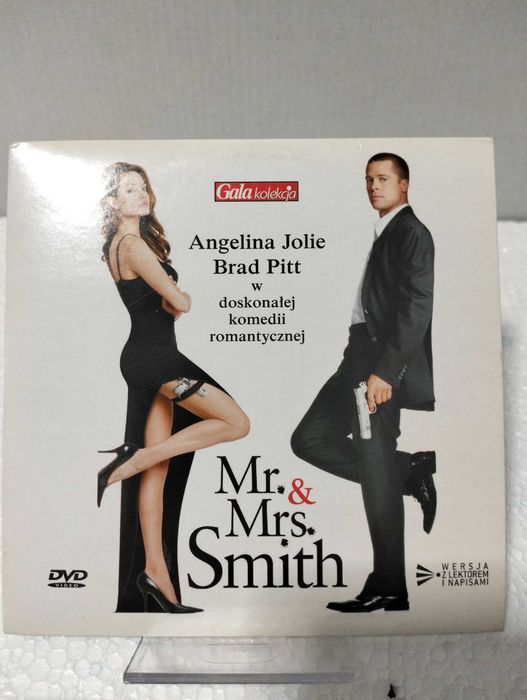 Gala kolekcja
Angelina Jolie
Brad Pitt
w
doskonałej
komedii
romantycznej
Mr. &
Mrs.
Smith
DVD
VIDEO
WERSJA
Z LEKTOREM
I NAPISAMI